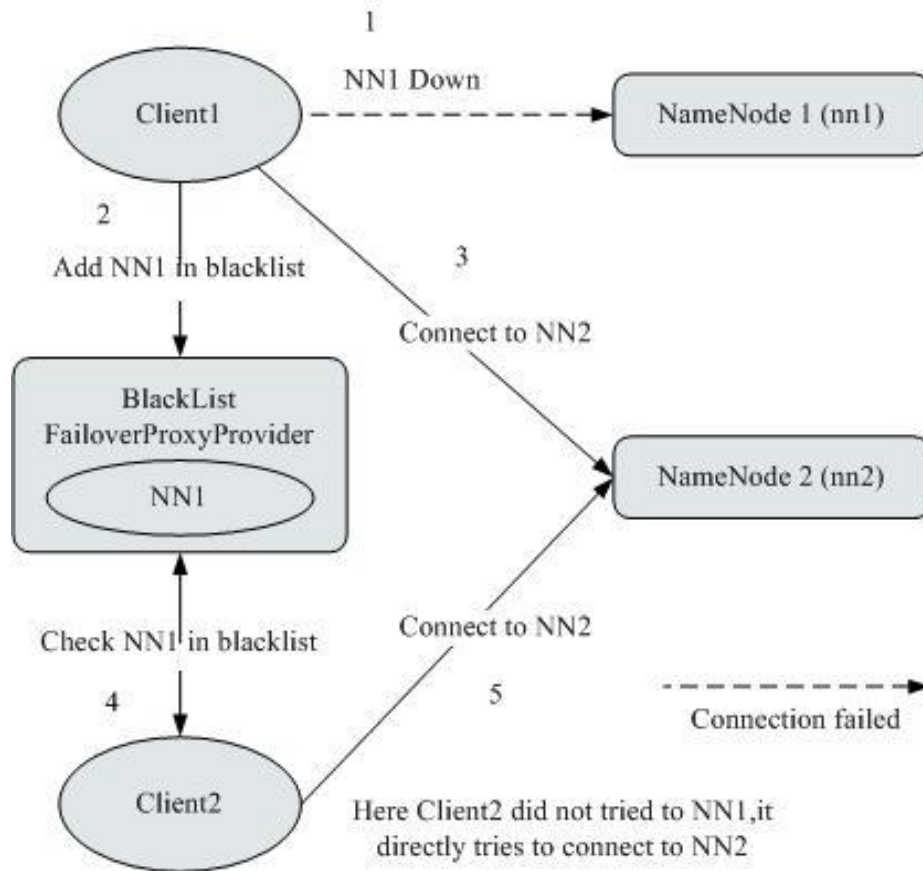 1
NN1 Down
Client1
NameNode 1 (nn1)
2
Add NN1 in blacklist
3
Connect to NN2
BlackList
FailoverProxyProvider
NN1
NameNode 2 (nn2)
Check NN1 in blacklist
Connect to NN2
4
5
Connection failed
Client2
Here Client2 did not tried to NN1,it
directly tries to connect to NN2